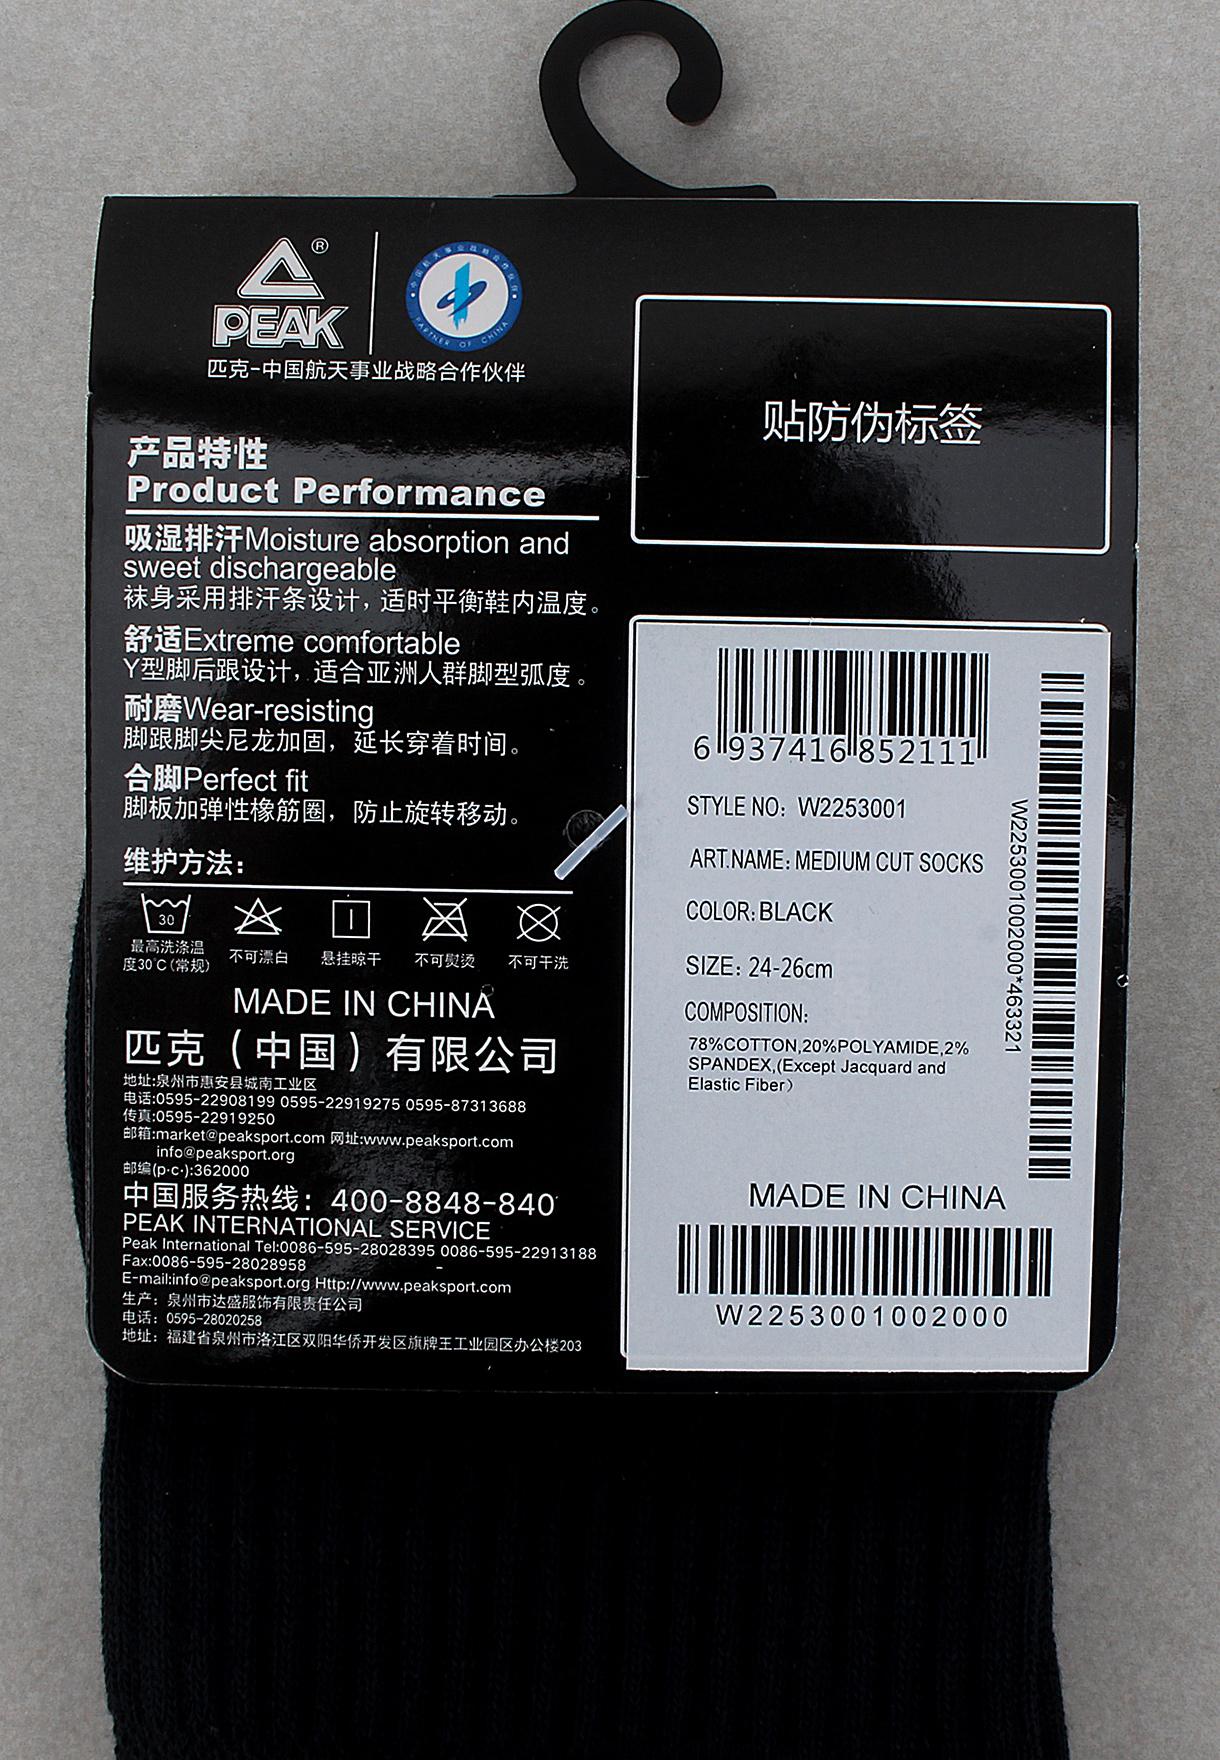 ®
PEAK
中国航天事业战略合作伙伴
PARTNER OF CHINA
匹克-中国航天事业战略合作伙伴
产品特性
Product Performance
吸湿排汗Moisture absorption and
sweet dischargeable
袜身采用排汗条设计，适时平衡鞋内温度。
舒适Extreme comfortable
Y型脚后跟设计，适合亚洲人群脚型弧度。
耐磨Wear-resisting
脚跟脚尖尼龙加固，延长穿着时间。
合脚Perfect fit
脚板加弹性橡筋圈，防止旋转移动。
维护方法：
30
最高洗涤温
度30℃(常规)
不可漂白
悬挂晾干
不可熨烫
不可干洗
MADE IN CHINA
匹克（中国）有限公司
地址:泉州市惠安县城南工业区
电话:0595-22908199 0595-22919275 0595-87313688
传真:0595-22919250
邮箱:market@peaksport.com 网址:www.peaksport.com
info@peaksport.org
邮编(p·c·):362000
中国服务热线：400-8848-840
PEAK INTERNATIONAL SERVICE
Peak International Tel:0086-595-28028395 0086-595-22913188
Fax:0086-595-28028958
E-mail:info@peaksport.org Http://www.peaksport.com
生产：泉州市达盛服饰有限责任公司
电话：0595-28020258
地址：福建省泉州市洛江区双阳华侨开发区旗牌王工业园区办公楼203
贴防伪标签
6 937416 852111
STYLE NO: W2253001
ART.NAME: MEDIUM CUT SOCKS
COLOR: BLACK
SIZE: 24-26cm
COMPOSITION:
78%COTTON,20%POLYAMIDE,2%
SPANDEX,(Except Jacquard and
Elastic Fiber）
W2253001002000*463321
MADE IN CHINA
W2253001002000